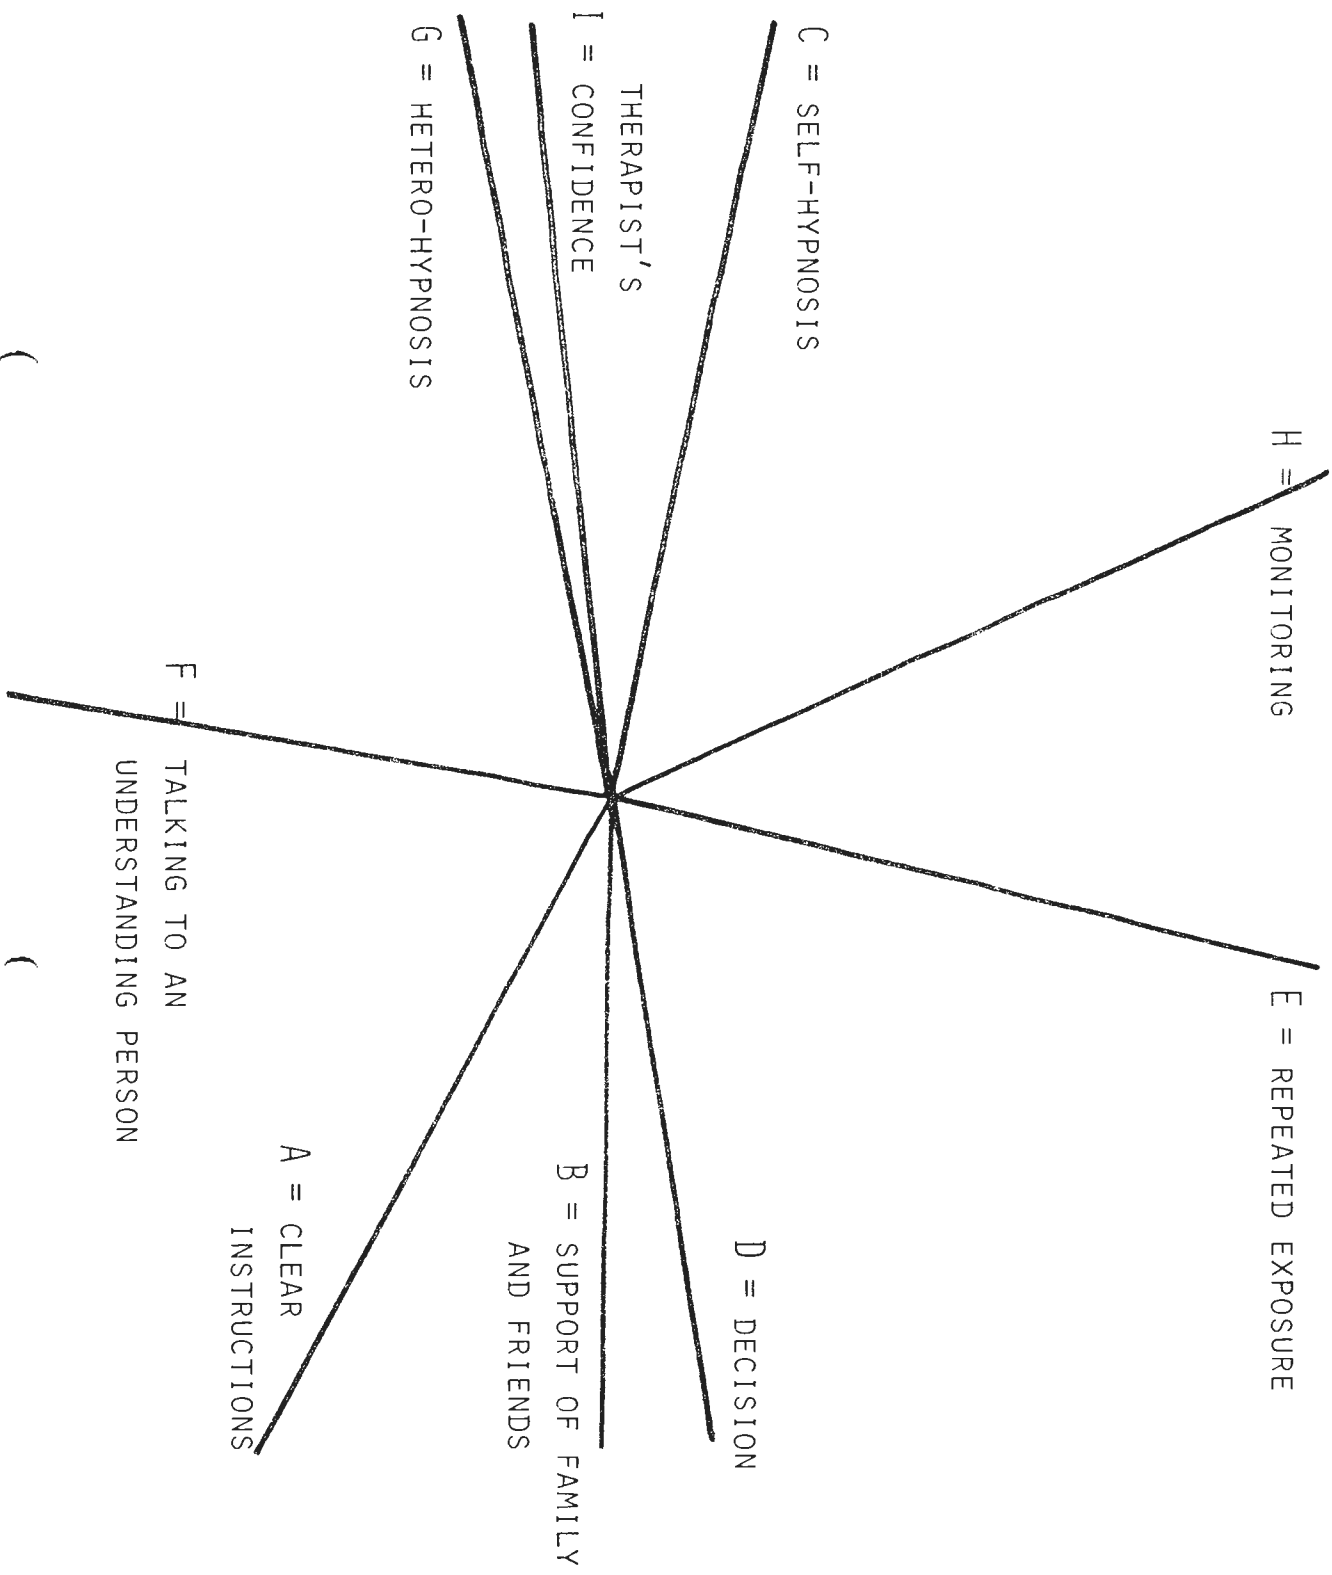 H = MONITORING
E = REPEATED EXPOSURE
C = SELF-HYPNOSIS
D = DECISION
THERAPIST'S
I = CONFIDENCE
B = SUPPORT OF FAMILY
AND FRIENDS
G = HETERO-HYPNOSIS
A = CLEAR
INSTRUCTIONS
F = TALKING TO AN
UNDERSTANDING PERSON